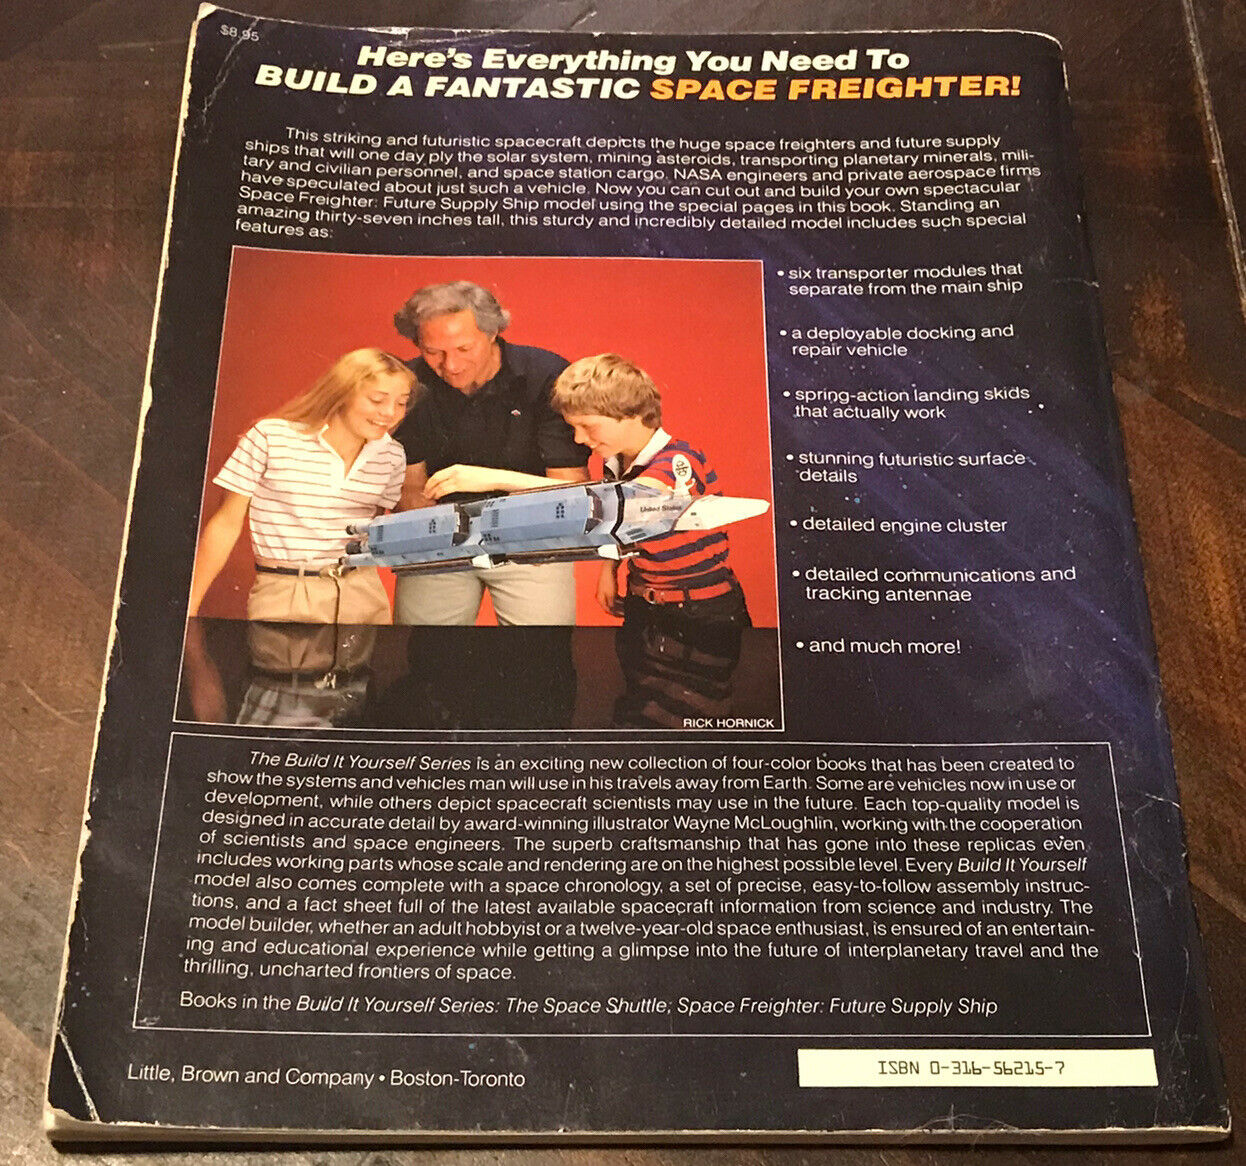 $8.95
Here's Everything You Need To
BUILD A FANTASTIC SPACE FREIGHTER!
This striking and futuristic spacecraft depicts the huge space freighters and future supply
ships that will one day ply the solar system, mining asteroids, transporting planetary minerals, mili-
tary and civilian personnel, and space station cargo. NASA engineers and private aerospace firms
have speculated about just such a vehicle. Now you can cut out and build your own spectacular
Space Freighter: Future Supply Ship model using the special pages in this book. Standing an
amazing thirty-seven inches tall, this sturdy and incredibly detailed model includes such special
features as:
• six transporter modules that
separate from the main ship
• a deployable docking and
repair vehicle
• spring-action landing skids
that actually work
• stunning futuristic surface
details
• detailed engine cluster
• detailed communications and
tracking antennae
• and much more!
United States
RICK HORNICK
The Build It Yourself Series is an exciting new collection of four-color books that has been created to
show the systems and vehicles man will use in his travels away from Earth. Some are vehicles now in use or
development, while others depict spacecraft scientists may use in the future. Each top-quality model is
designed in accurate detail by award-winning illustrator Wayne McLoughlin, working with the cooperation
of scientists and space engineers. The superb craftsmanship that has gone into these replicas even
includes working parts whose scale and rendering are on the highest possible level. Every Build It Yourself
model also comes complete with a space chronology, a set of precise, easy-to-follow assembly instruc-
tions, and a fact sheet full of the latest available spacecraft information from science and industry. The
model builder, whether an adult hobbyist or a twelve-year-old space enthusiast, is ensured of an entertain-
ing and educational experience while getting a glimpse into the future of interplanetary travel and the
thrilling, uncharted frontiers of space.
Books in the Build It Yourself Series: The Space Shuttle; Space Freighter: Future Supply Ship
Little, Brown and Company • Boston-Toronto
ISBN 0-316-56215-7